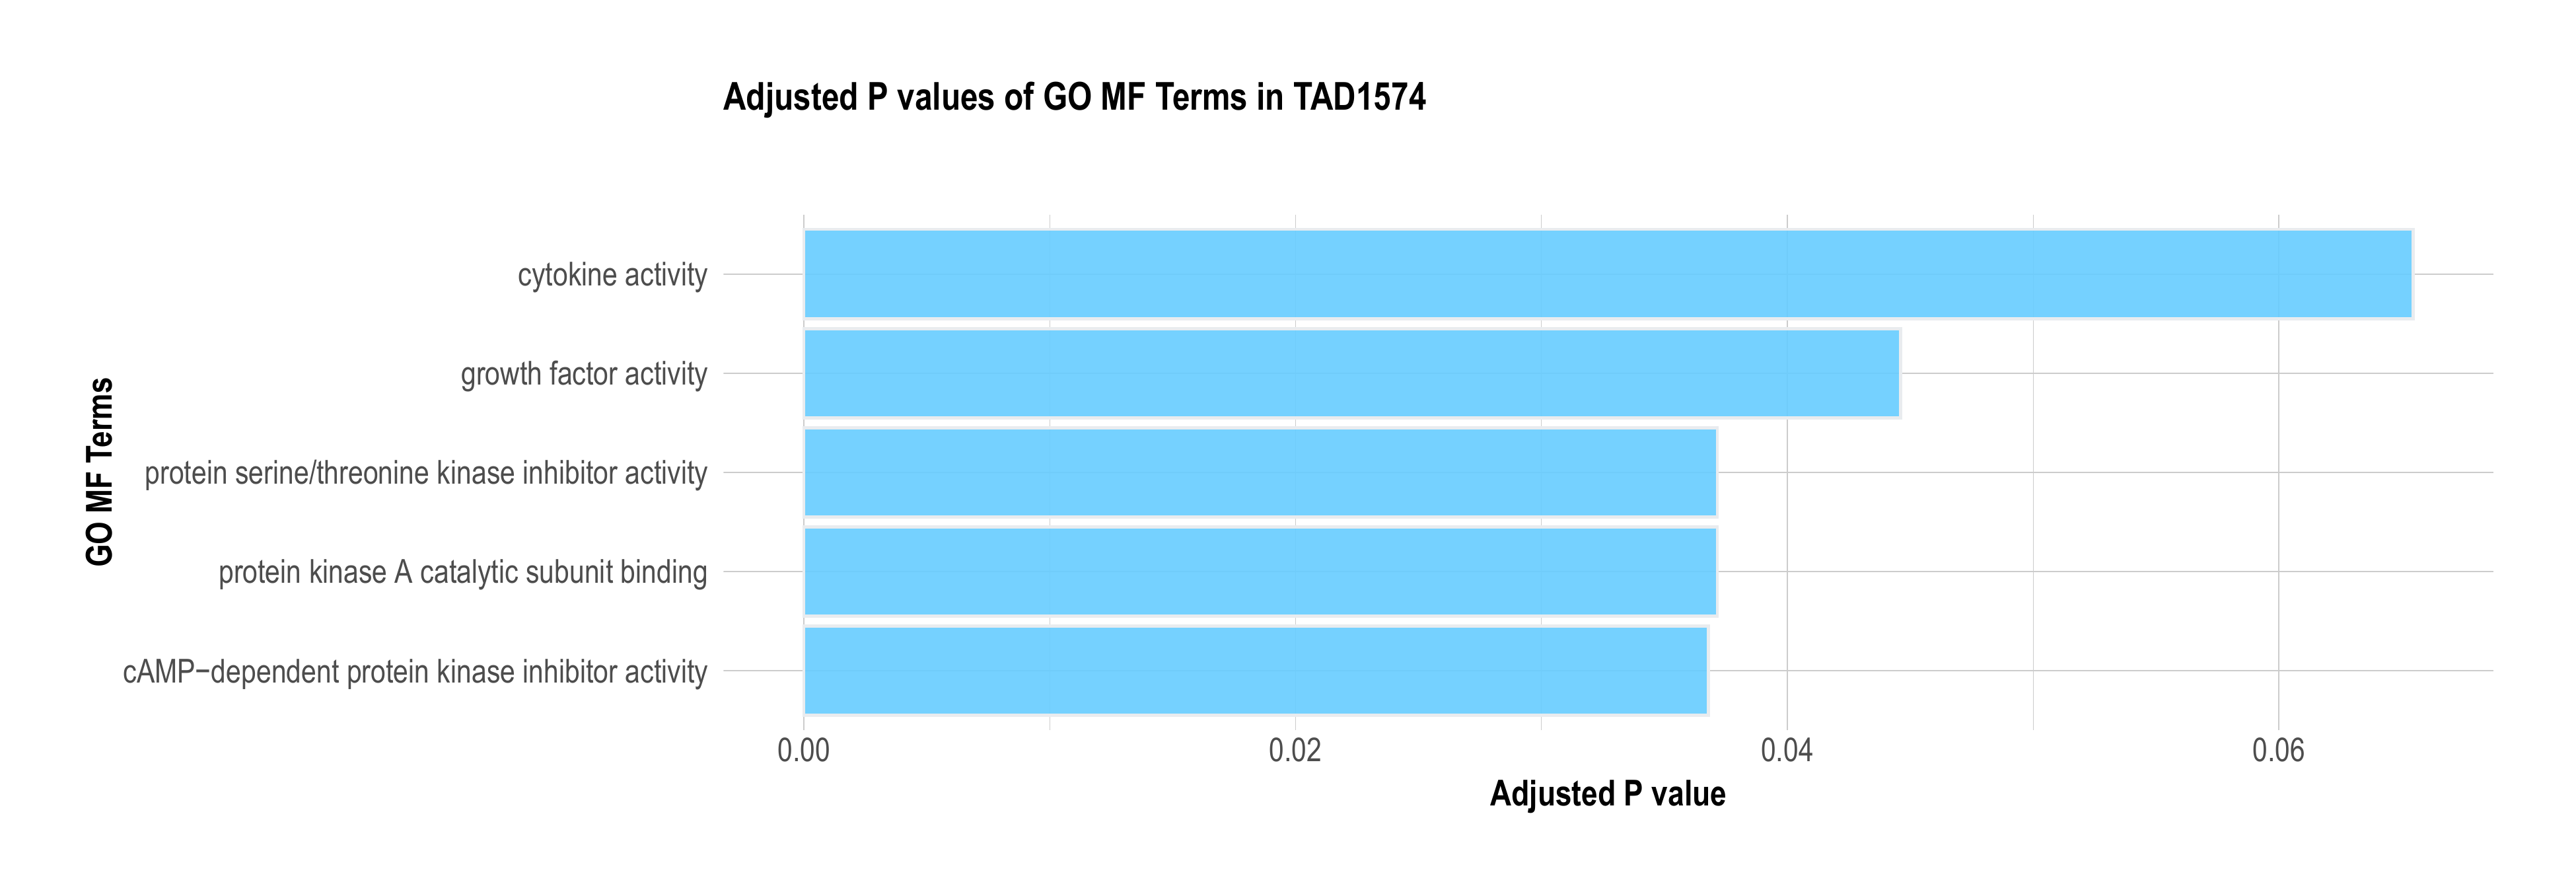 Adjusted P values of GO MF Terms in TAD1574
GO MF Terms
cytokine activity
growth factor activity
protein serine/threonine kinase inhibitor activity
protein kinase A catalytic subunit binding
cAMP−dependent protein kinase inhibitor activity
0.00 0.02 0.04 0.06
Adjusted P value